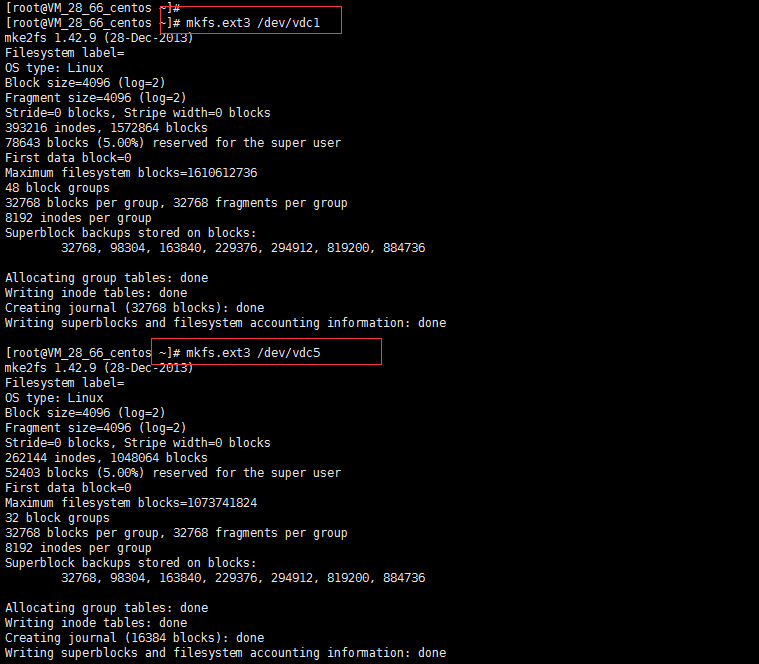 [root@VM_28_66_centos ~]#
[root@VM_28_66_centos ~]# mkfs.ext3 /dev/vdc1
mke2fs 1.42.9 (28-Dec-2013)
Filesystem label=
OS type: Linux
Block size=4096 (log=2)
Fragment size=4096 (log=2)
Stride=0 blocks, Stripe width=0 blocks
393216 inodes, 1572864 blocks
78643 blocks (5.00%) reserved for the super user
First data block=0
Maximum filesystem blocks=1610612736
48 block groups
32768 blocks per group, 32768 fragments per group
8192 inodes per group
Superblock backups stored on blocks:
32768, 98304, 163840, 229376, 294912, 819200, 884736
Allocating group tables: done
Writing inode tables: done
Creating journal (32768 blocks): done
Writing superblocks and filesystem accounting information: done
[root@VM_28_66_centos ~]# mkfs.ext3 /dev/vdc5
mke2fs 1.42.9 (28-Dec-2013)
Filesystem label=
OS type: Linux
Block size=4096 (log=2)
Fragment size=4096 (log=2)
Stride=0 blocks, Stripe width=0 blocks
262144 inodes, 1048064 blocks
52403 blocks (5.00%) reserved for the super user
First data block=0
Maximum filesystem blocks=1073741824
32 block groups
32768 blocks per group, 32768 fragments per group
8192 inodes per group
Superblock backups stored on blocks:
32768, 98304, 163840, 229376, 294912, 819200, 884736
Allocating group tables: done
Writing inode tables: done
Creating journal (16384 blocks): done
Writing superblocks and filesystem accounting information: done